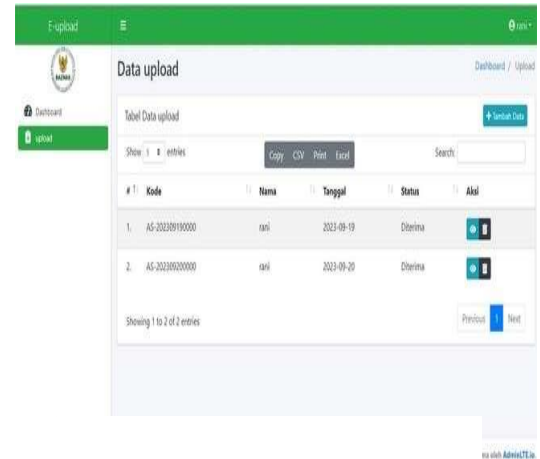 E-upload
rani
Data upload
Dashboard / Upload
BAZNAS
Dashboard
upload
Tabel Data upload
+ Tambah Data
Show entries
Copy CSV Print Excel
Search:
# Kode Nama Tanggal Status Aksi
1. AS-202309190000 rani 2023-09-19 Diterima
2. AS-202309200000 rani 2023-09-20 Diterima
Showing 1 to 2 of 2 entries
Previous 1 Next
oleh AdminLTE.io